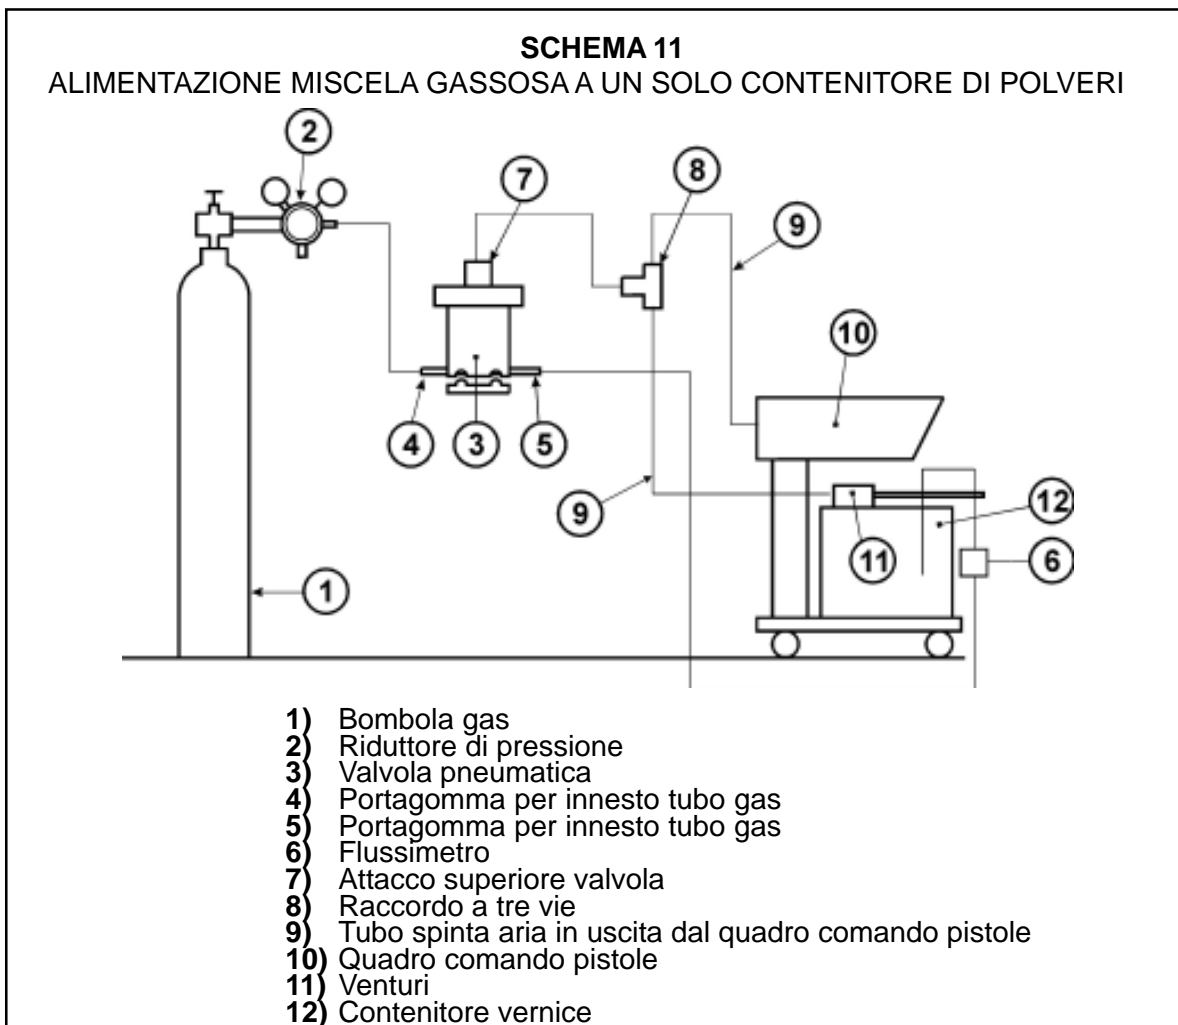 SCHEMA 11
ALIMENTAZIONE MISCELA GASSOSA A UN SOLO CONTENITORE DI POLVERI
2
7
8
9
10
4
3
5
9
11
12
6
1
1) Bombola gas
2) Riduttore di pressione
3) Valvola pneumatica
4) Portagomma per innesto tubo gas
5) Portagomma per innesto tubo gas
6) Flussimetro
7) Attacco superiore valvola
8) Raccordo a tre vie
9) Tubo spinta aria in uscita dal quadro comando pistole
10) Quadro comando pistole
11) Venturi
12) Contenitore vernice